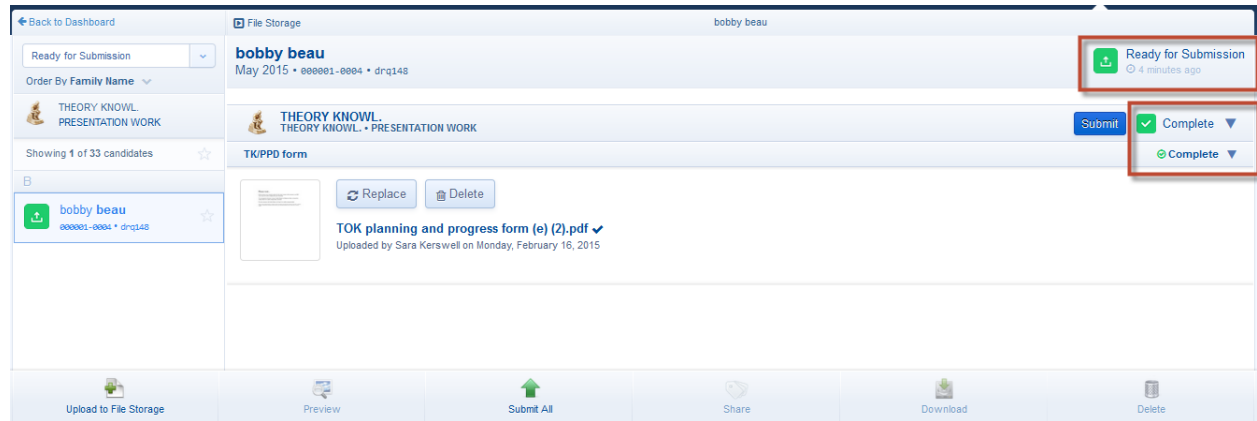 Back to Dashboard
File Storage
bobby beau
Ready for Submission
Order By Family Name
THEORY KNOWL.
PRESENTATION WORK
Showing 1 of 33 candidates
B
bobby beau
000001-0004 • drq148
bobby beau
May 2015 • 000001-0004 • drq148
Ready for Submission
4 minutes ago
THEORY KNOWL.
THEORY KNOWL. • PRESENTATION WORK
Submit
Complete
TK/PPD form
Complete
Replace
Delete
TOK planning and progress form (e) (2).pdf
Uploaded by Sara Kerswell on Monday, February 16, 2015
Upload to File Storage
Preview
Submit All
Share
Download
Delete